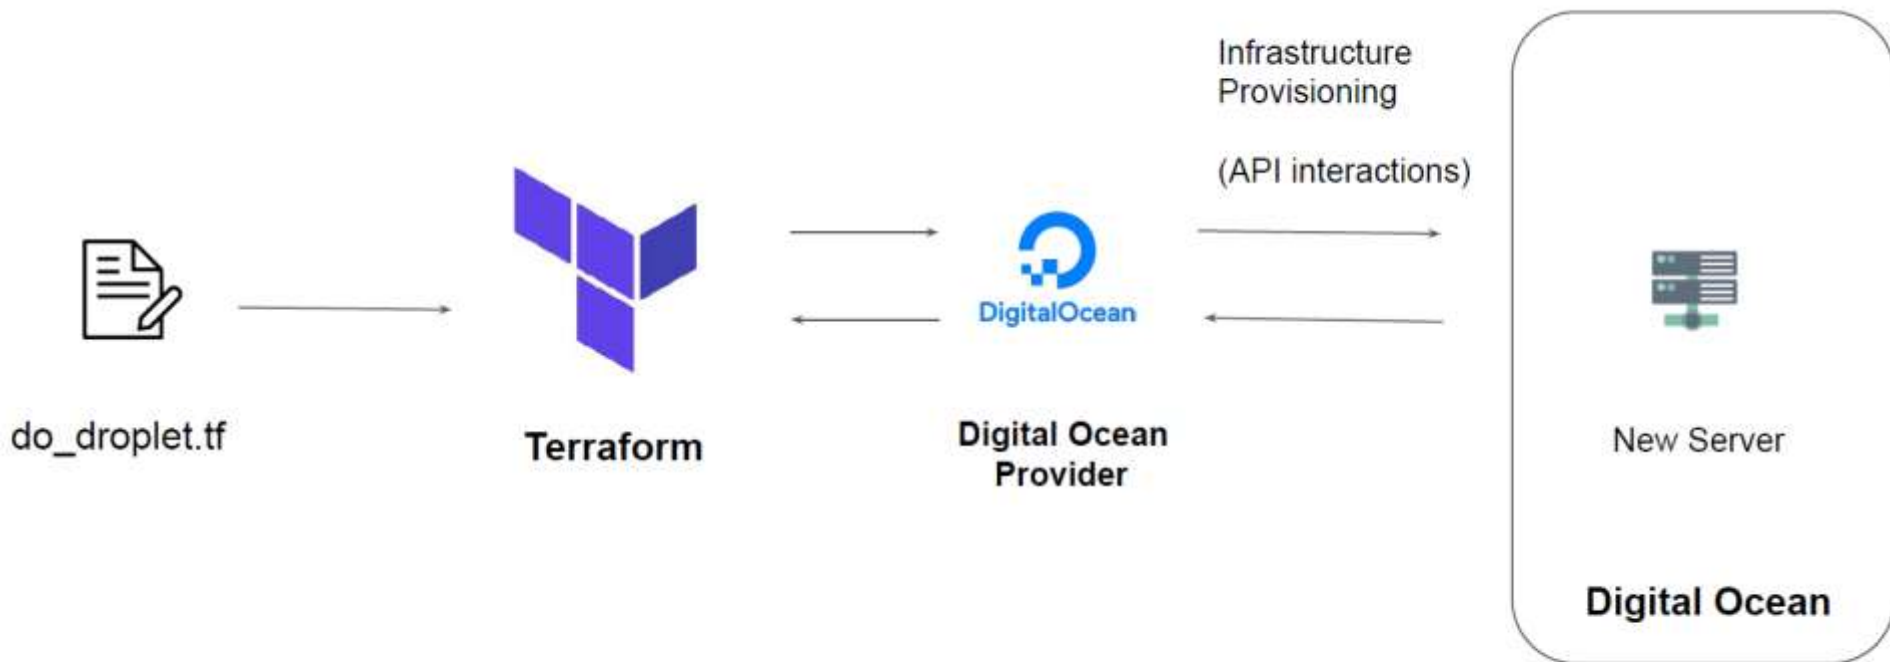 Infrastructure
Provisioning
(API interactions)
DigitalOcean
do_droplet.tf
Terraform
Digital Ocean
Provider
New Server
Digital Ocean